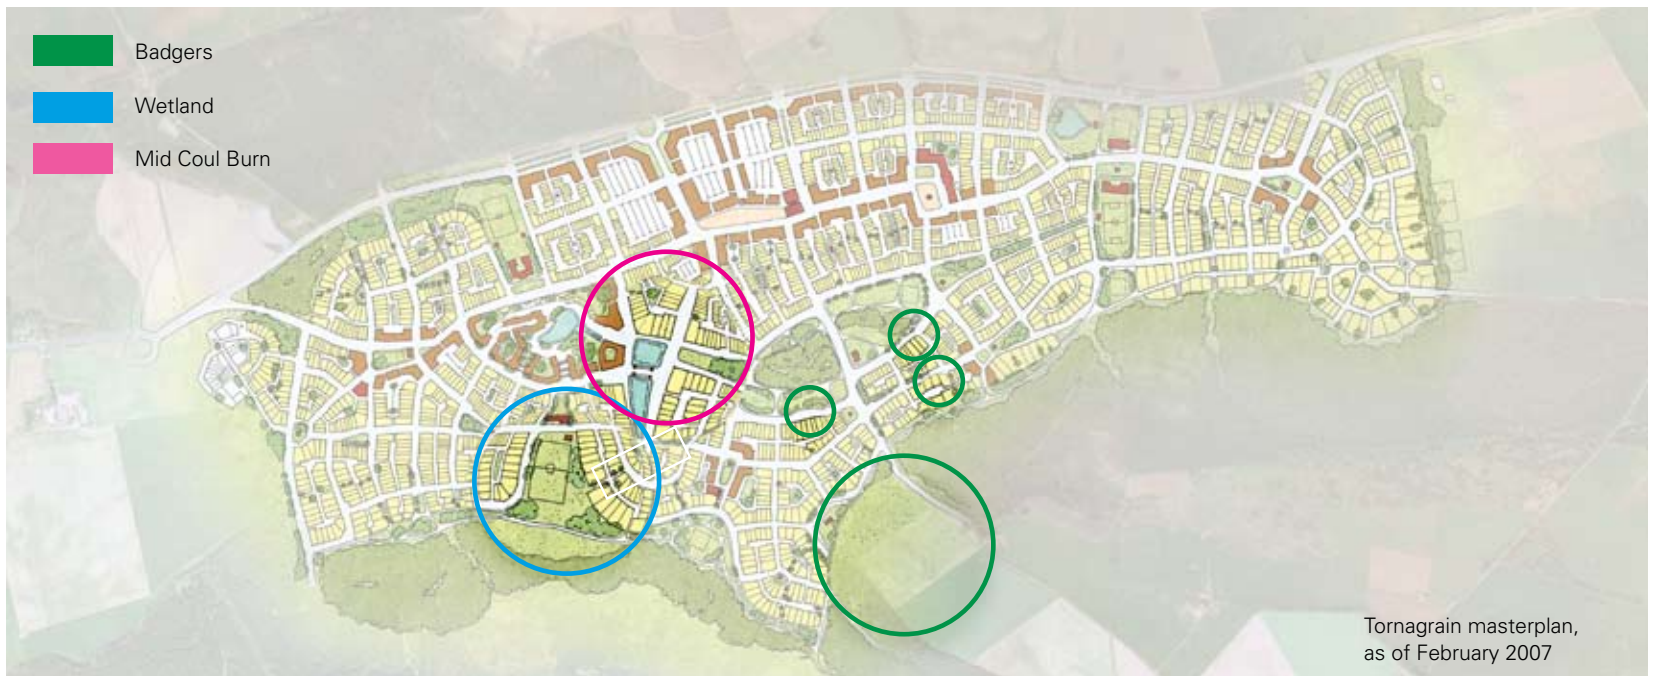 Badgers
Wetland
Mid Coul Burn
Tornagrain masterplan,
as of February 2007